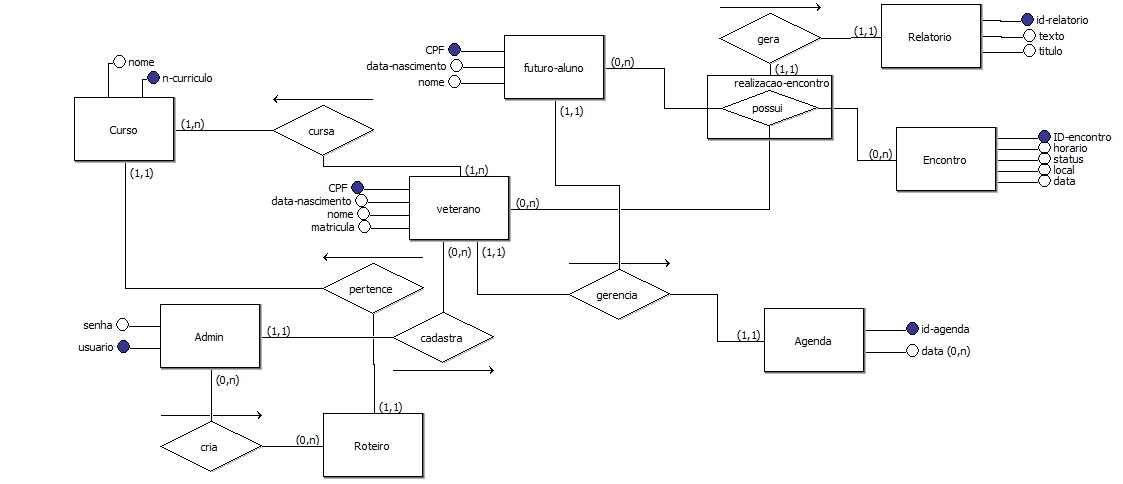 id-relatorio
(1,1)
Relatorio
texto
gera
titulo
CPF
data-nascimento
nome
futuro-aluno
(0,n)
(1,1)
realizacao-encontro
possui
nome
n-curriculo
Curso
(1,n)
cursa
(1,1)
(0,n)
Encontro
ID-encontro
horario
status
local
data
(1,1)
(1,n)
CPF
data-nascimento
nome
matricula
veterano
(0,n)
(0,n)
(1,1)
pertence
gerencia
senha
usuario
Admin
(1,1)
cadastra
(1,1)
Agenda
id-agenda
data (0,n)
(0,n)
(1,1)
cria
(0,n)
Roteiro